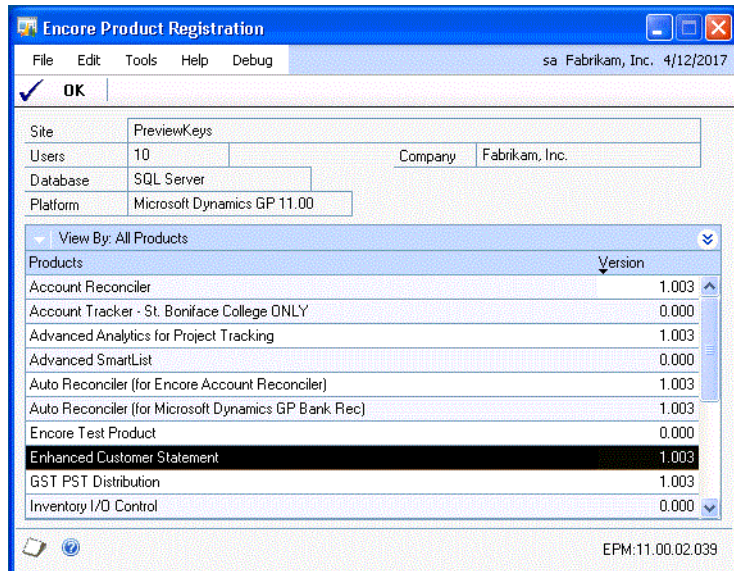 Encore Product Registration
File Edit Tools Help Debug sa Fabrikam, Inc. 4/12/2017
OK
Site PreviewKeys
Users 10 Company Fabrikam, Inc.
Database SQL Server
Platform Microsoft Dynamics GP 11.00
View By: All Products
Products Version
Account Reconciler 1.003
Account Tracker - St. Boniface College ONLY 0.000
Advanced Analytics for Project Tracking 1.003
Advanced SmartList 0.000
Auto Reconciler (for Encore Account Reconciler) 1.003
Auto Reconciler (for Microsoft Dynamics GP Bank Rec) 1.003
Encore Test Product 0.000
Enhanced Customer Statement 1.003
GST PST Distribution 1.003
Inventory I/O Control 0.000
EPM:11.00.02.039